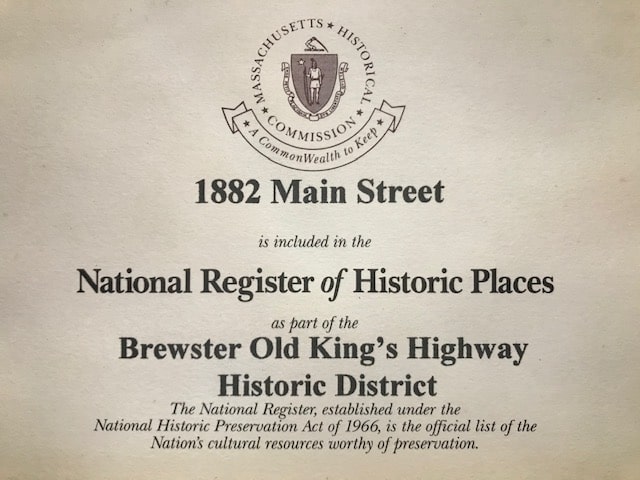 MASSACHUSETTS ★ HISTORICAL ★ COMMISSION ★
★ A CommonWealth to Keep ★
1882 Main Street
is included in the
National Register of Historic Places
as part of the
Brewster Old King's Highway
Historic District
The National Register, established under the
National Historic Preservation Act of 1966, is the official list of the
Nation's cultural resources worthy of preservation.